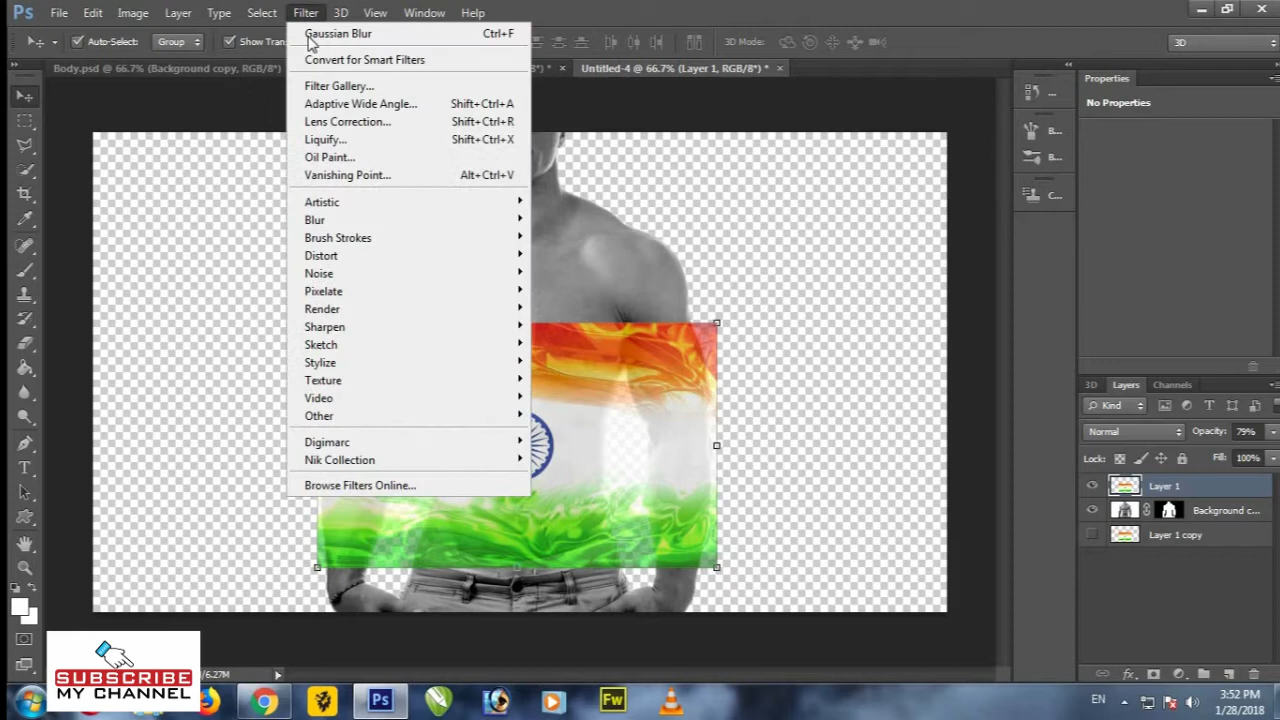 Ps File Edit Image Layer Type Select Filter 3D View Window Help
Auto-Select: Group Show Tran 3D Mode: 3D
Body.psd @ 66.7% (Background copy, RGB/8*) * Untitled-4 @ 66.7% (Layer 1, RGB/8*) *
Gaussian Blur Ctrl+F
Convert for Smart Filters
Filter Gallery...
Adaptive Wide Angle... Shift+Ctrl+A
Lens Correction... Shift+Ctrl+R
Liquify... Shift+Ctrl+X
Oil Paint...
Vanishing Point... Alt+Ctrl+V
Artistic
Blur
Brush Strokes
Distort
Noise
Pixelate
Render
Sharpen
Sketch
Stylize
Texture
Video
Other
Digimarc
Nik Collection
Browse Filters Online...
...
B...
B...
C...
Properties
No Properties
3D Layers Channels
Kind
Normal Opacity: 79%
Lock: Fill: 100%
Layer 1
Background c...
Layer 1 copy
/6.27M
SUBSCRIBE
MY CHANNEL
Ps Fw
EN
3:52 PM
1/28/2018